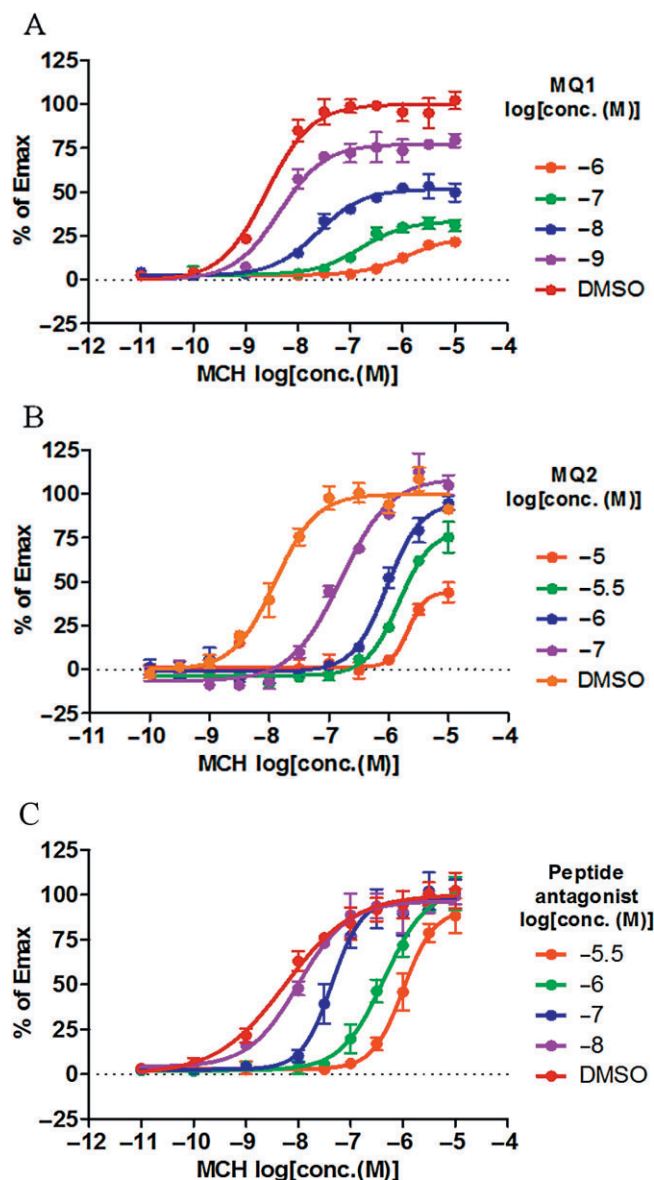 A
125
100
75
50
25
0
−25
% of Emax
−12 −11 −10 −9 −8 −7 −6 −5 −4
MCH log[conc.(M)]
MQ1
log[conc. (M)]
−6
−7
−8
−9
DMSO
B
125
100
75
50
25
0
−25
% of Emax
−11 −10 −9 −8 −7 −6 −5 −4
MCH log[conc.(M)]
MQ2
log[conc. (M)]
−5
−5.5
−6
−7
DMSO
C
125
100
75
50
25
0
−25
% of Emax
−12 −11 −10 −9 −8 −7 −6 −5 −4
MCH log[conc.(M)]
Peptide
antagonist
log[conc. (M)]
−5.5
−6
−7
−8
DMSO